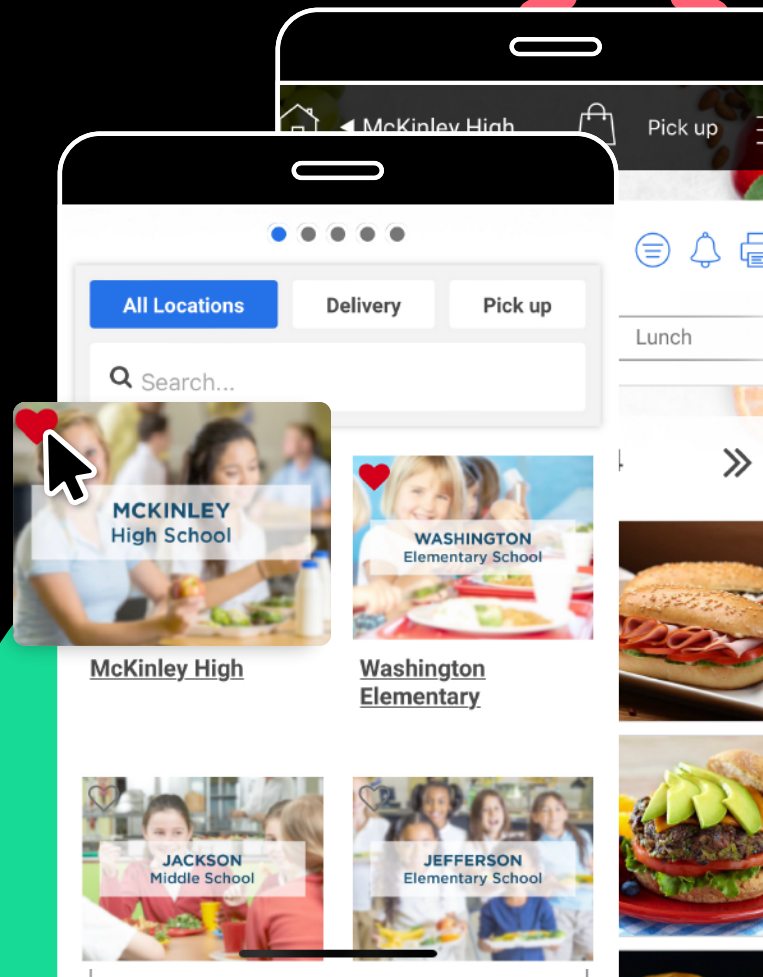 McKinley High
Pick up
Lunch
All Locations
Delivery
Pick up
Search...
MCKINLEY
High School
WASHINGTON
Elementary School
McKinley High
Washington
Elementary
JACKSON
Middle School
JEFFERSON
Elementary School